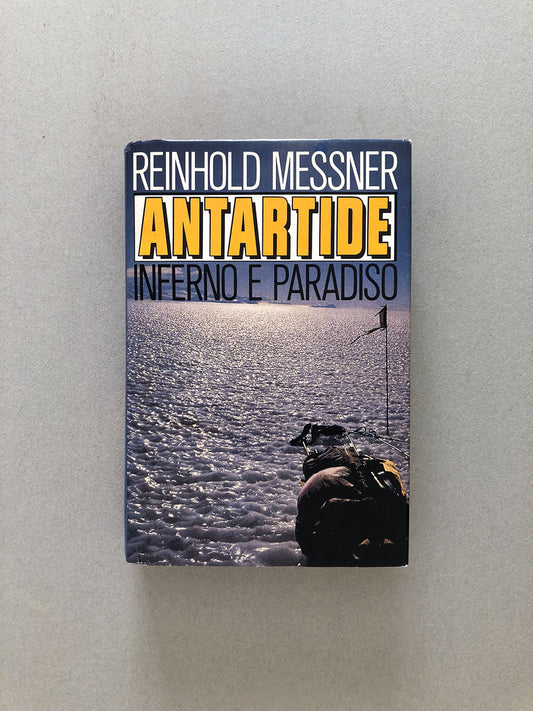 REINHOLD MESSNER
ANTARTIDE
INFERNO E PARADISO